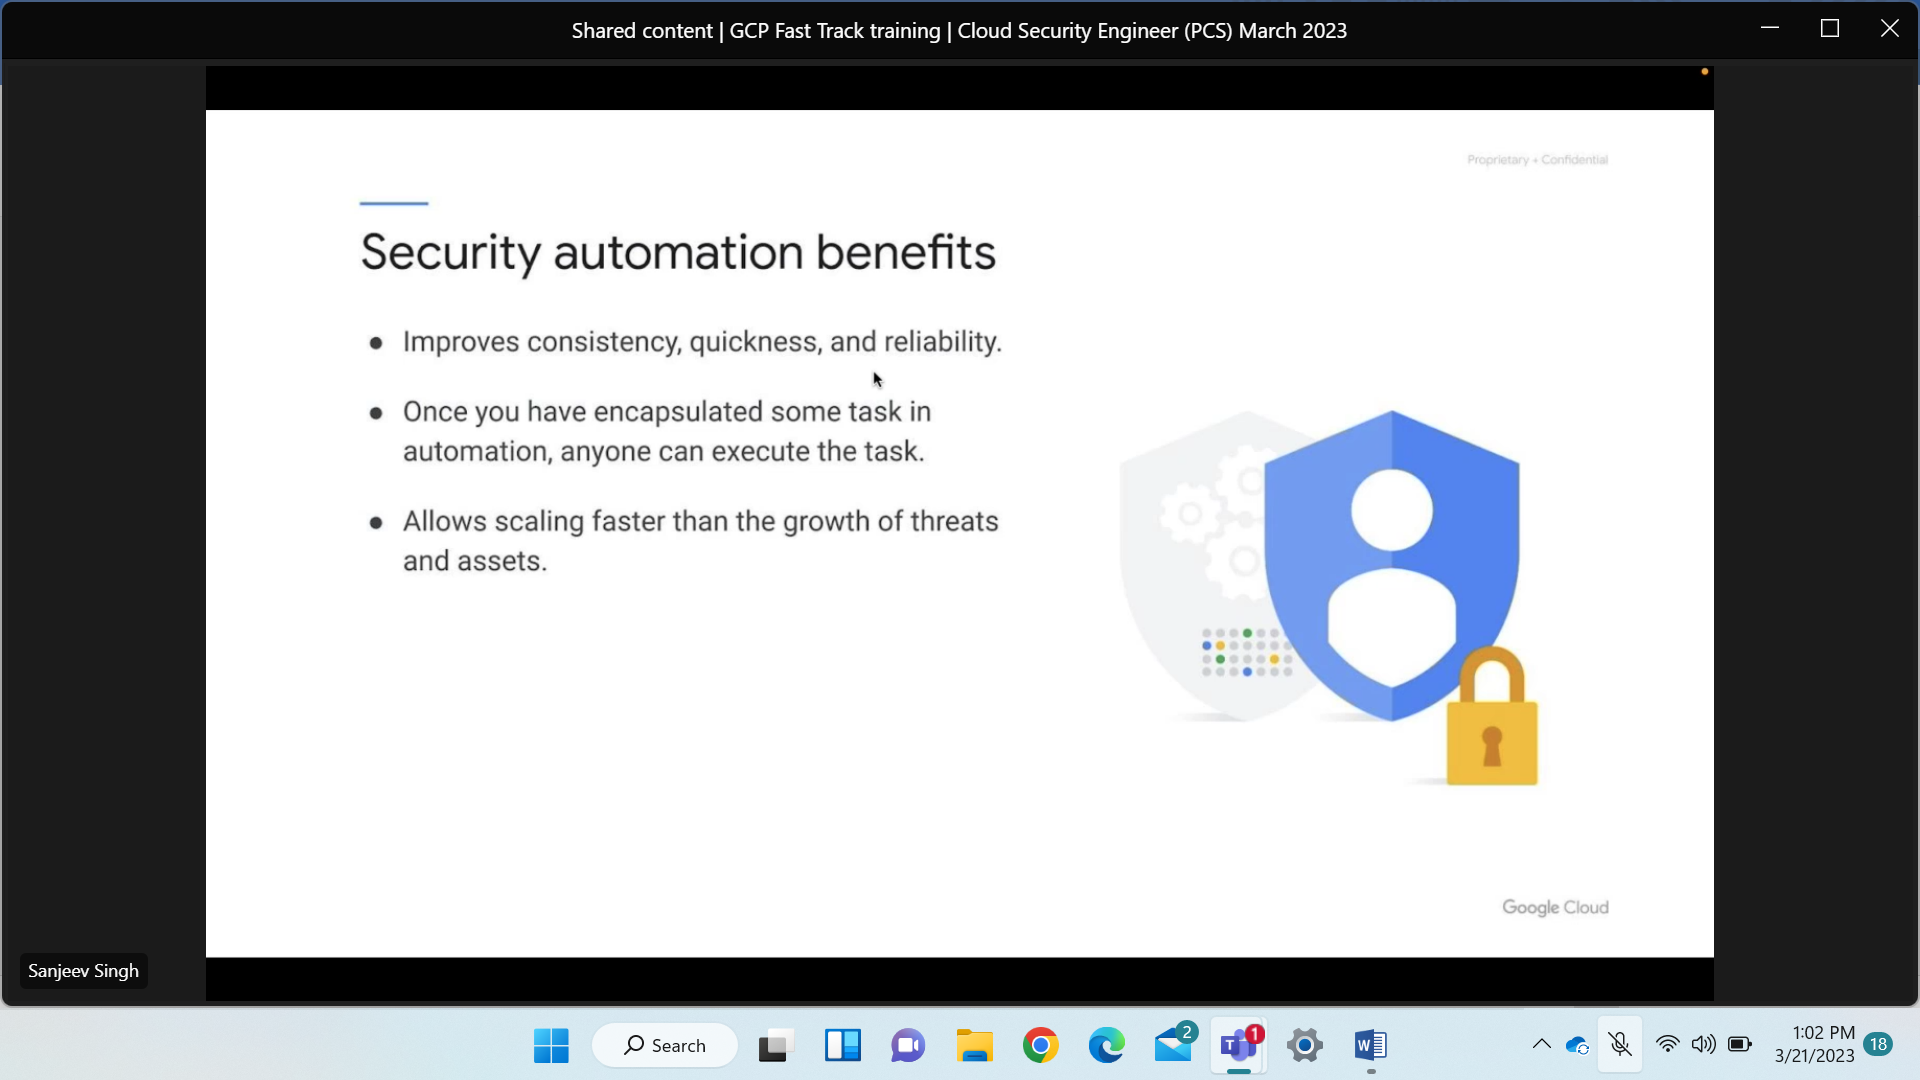 Shared content | GCP Fast Track training | Cloud Security Engineer (PCS) March 2023
Proprietary + Confidential
Security automation benefits
● Improves consistency, quickness, and reliability.
● Once you have encapsulated some task in
automation, anyone can execute the task.
● Allows scaling faster than the growth of threats
and assets.
Google Cloud
Sanjeev Singh
Search
2
T
1
W
1:02 PM
3/21/2023
18